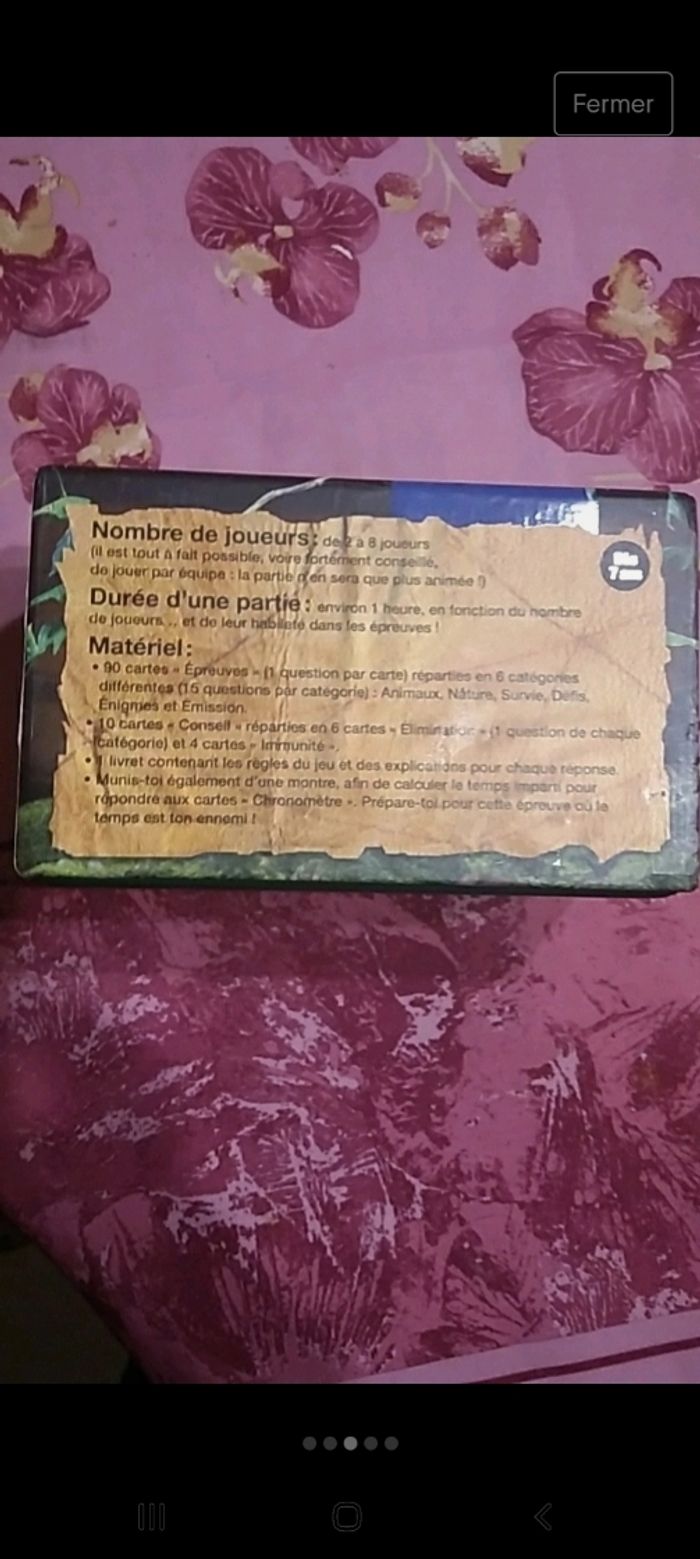 Fermer
Nombre de joueurs : de 2 à 8 joueurs
(il est tout à fait possible, voire fortement conseillé,
de jouer par équipe : la partie n'en sera que plus animée !)
Dès
7 ans
Durée d'une partie : environ 1 heure, en fonction du nombre
de joueurs... et de leur habileté dans les épreuves !
Matériel :
• 90 cartes « Épreuves » (1 question par carte) réparties en 6 catégories
différentes (15 questions par catégorie) : Animaux, Nature, Survie, Défis,
Énigmes et Émission.
• 10 cartes « Conseil » réparties en 6 cartes « Élimination » (1 question de chaque
catégorie) et 4 cartes « Immunité ».
• 1 livret contenant les règles du jeu et des explications pour chaque réponse.
• Munis-toi également d'une montre, afin de calculer le temps imparti pour
répondre aux cartes « Chronomètre ». Prépare-toi pour cette épreuve où le
temps est ton ennemi !